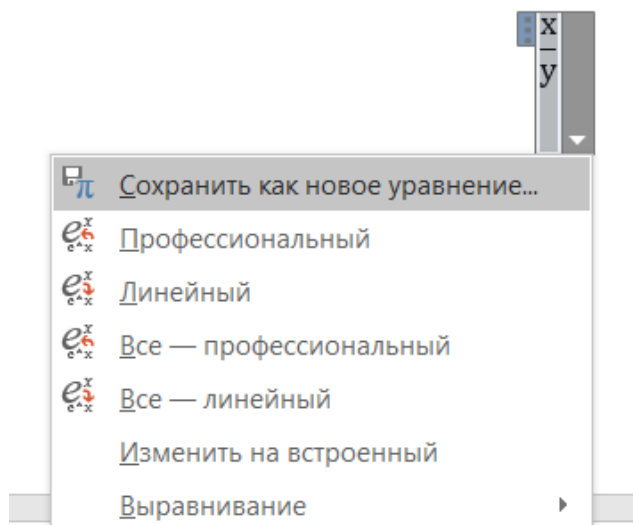 x
y
Сохранить как новое уравнение...
Профессиональный
Линейный
Все — профессиональный
Все — линейный
Изменить на встроенный
Выравнивание